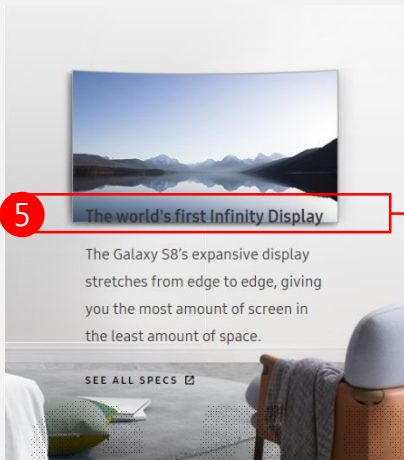 5
The world's first Infinity Display
The Galaxy S8's expansive display
stretches from edge to edge, giving
you the most amount of screen in
the least amount of space.
SEE ALL SPECS